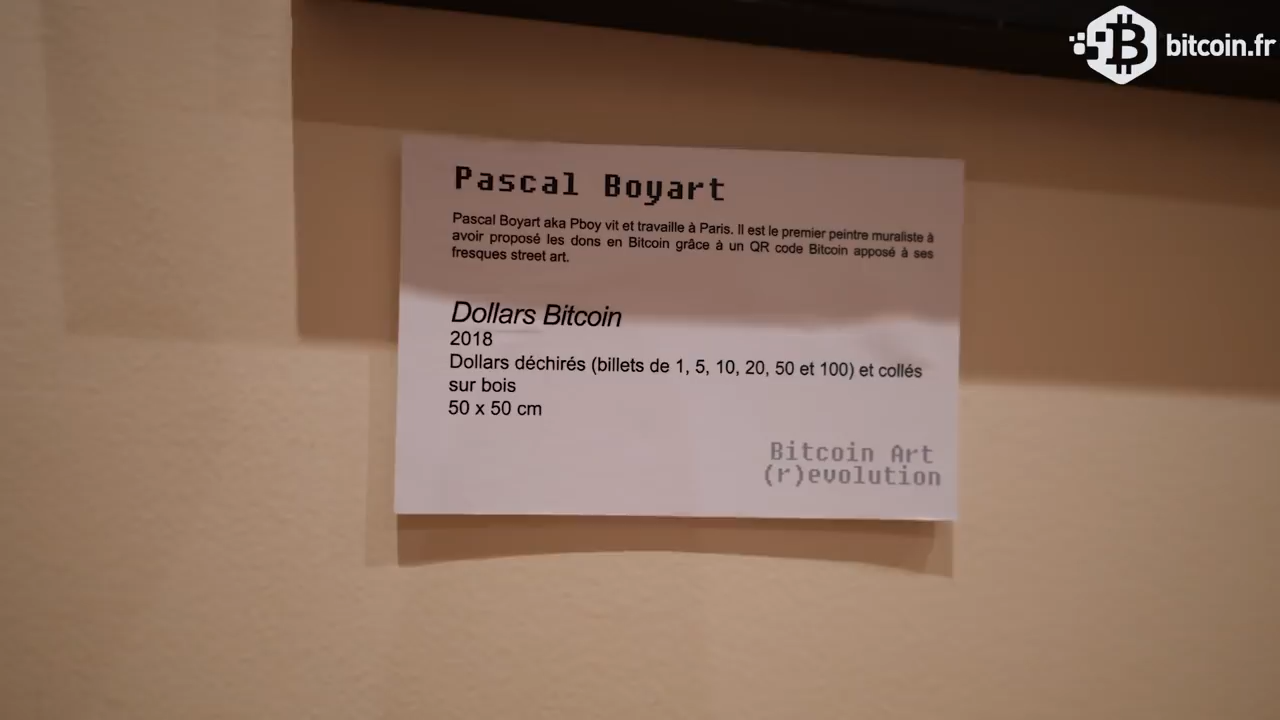 bitcoin.fr
Pascal Boyart
Pascal Boyart aka Pboy vit et travaille à Paris. Il est le premier peintre muraliste à
avoir proposé les dons en Bitcoin grâce à un QR code Bitcoin apposé à ses
fresques street art.
Dollars Bitcoin
2018
Dollars déchirés (billets de 1, 5, 10, 20, 50 et 100) et collés
sur bois
50 x 50 cm
Bitcoin Art
(r)evolution